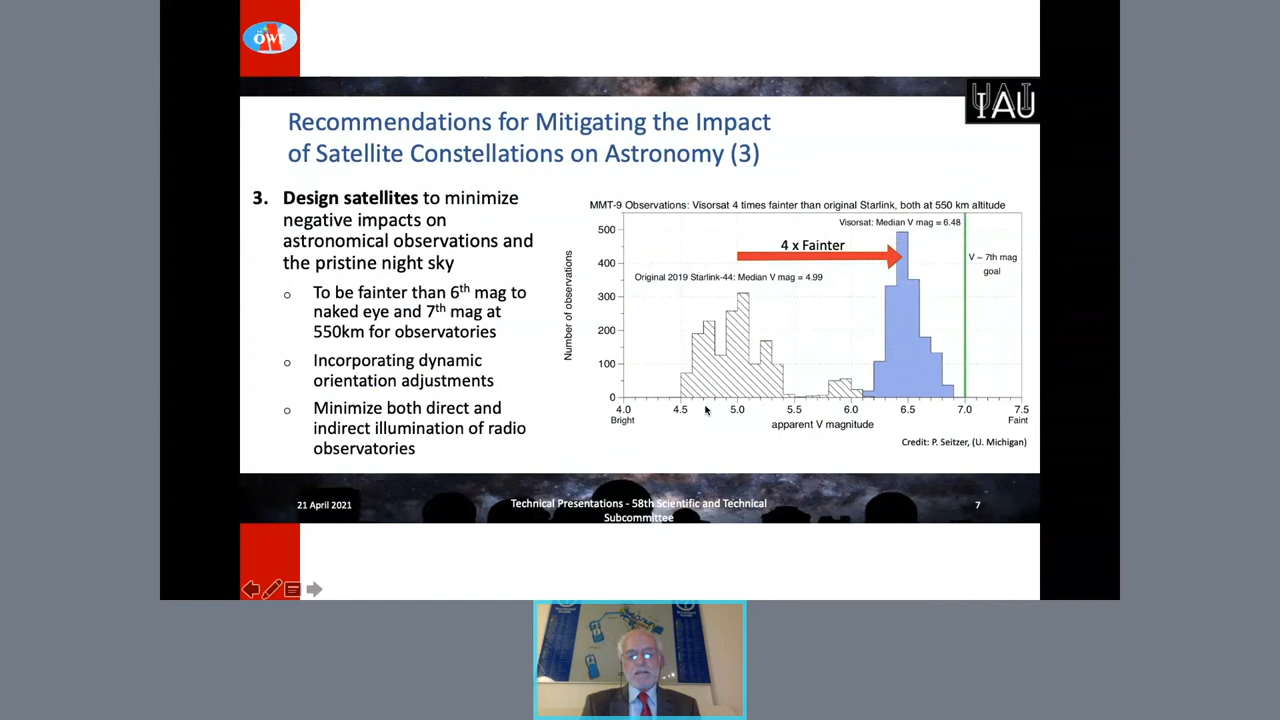 ÖWF
IAU
Recommendations for Mitigating the Impact
of Satellite Constellations on Astronomy (3)
3. Design satellites to minimize
negative impacts on
astronomical observations and
the pristine night sky
o To be fainter than 6th mag to
naked eye and 7th mag at
550km for observatories
o Incorporating dynamic
orientation adjustments
o Minimize both direct and
indirect illumination of radio
observatories
MMT-9 Observations: Visorsat 4 times fainter than original Starlink, both at 550 km altitude
Visorsat: Median V mag = 6.48
4 x Fainter
V ~ 7th mag
goal
Original 2019 Starlink-44: Median V mag = 4.99
Number of observations
500
400
300
200
100
0
4.0 4.5 5.0 5.5 6.0 6.5 7.0 7.5
Bright Faint
apparent V magnitude
Credit: P. Seitzer, (U. Michigan)
21 April 2021
Technical Presentations - 58th Scientific and Technical
Subcommittee
7